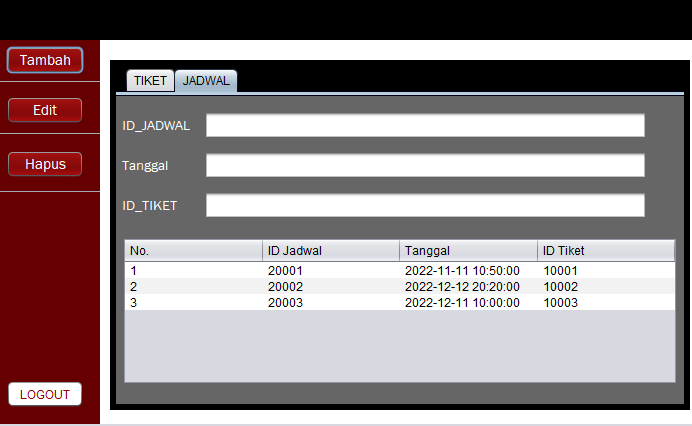 Tambah
Edit
Hapus
LOGOUT
TIKET JADWAL
ID_JADWAL
Tanggal
ID_TIKET
No. ID Jadwal Tanggal ID Tiket
1 20001 2022-11-11 10:50:00 10001
2 20002 2022-12-12 20:20:00 10002
3 20003 2022-12-11 10:00:00 10003